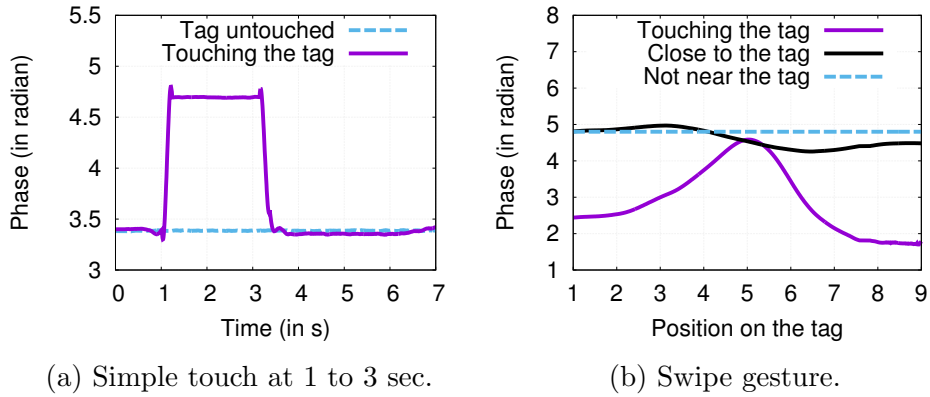 Tag untouched
Touching the tag
Phase (in radian)
5.5
5
4.5
4
3.5
3
0 1 2 3 4 5 6 7
Time (in s)
(a) Simple touch at 1 to 3 sec.
Touching the tag
Close to the tag
Not near the tag
Phase (in radian)
8
7
6
5
4
3
2
1
1 2 3 4 5 6 7 8 9
Position on the tag
(b) Swipe gesture.